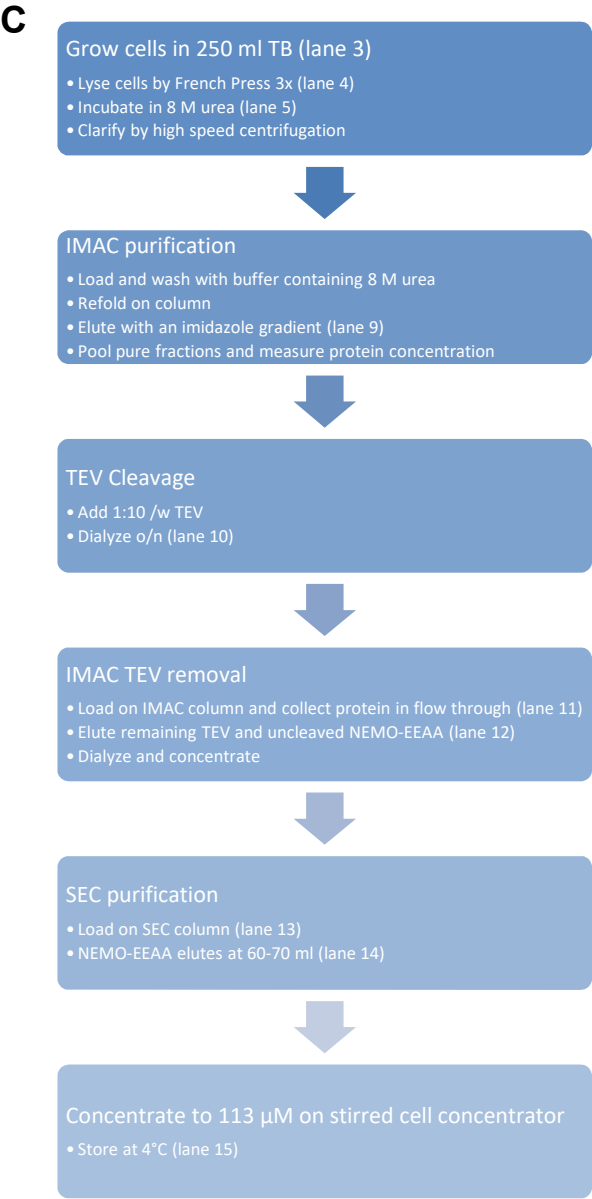 C
Grow cells in 250 ml TB (lane 3)
• Lyse cells by French Press 3x (lane 4)
• Incubate in 8 M urea (lane 5)
• Clarify by high speed centrifugation
IMAC purification
• Load and wash with buffer containing 8 M urea
• Refold on column
• Elute with an imidazole gradient (lane 9)
• Pool pure fractions and measure protein concentration
TEV Cleavage
• Add 1:10 /w TEV
• Dialyze o/n (lane 10)
IMAC TEV removal
• Load on IMAC column and collect protein in flow through (lane 11)
• Elute remaining TEV and uncleaved NEMO-EEAA (lane 12)
• Dialyze and concentrate
SEC purification
• Load on SEC column (lane 13)
• NEMO-EEAA elutes at 60-70 ml (lane 14)
Concentrate to 113 µM on stirred cell concentrator
• Store at 4°C (lane 15)